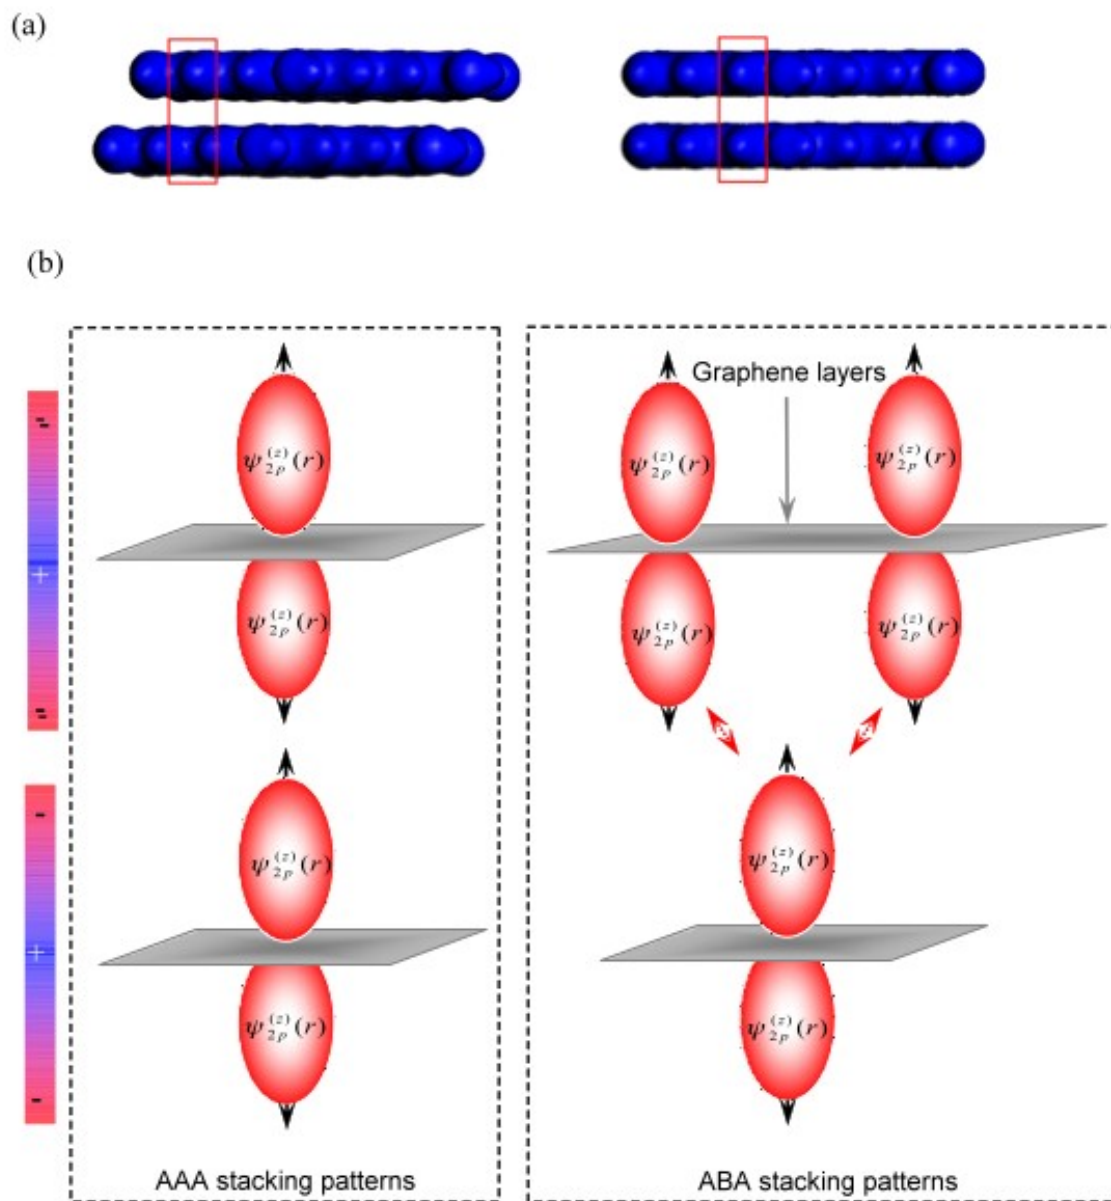 (a)
(b)
Graphene layers
ψ₂ₚ⁽ᶻ⁾(r)
ψ₂ₚ⁽ᶻ⁾(r)
ψ₂ₚ⁽ᶻ⁾(r)
+
ψ₂ₚ⁽ᶻ⁾(r)
ψ₂ₚ⁽ᶻ⁾(r)
ψ₂ₚ⁽ᶻ⁾(r)
-
ψ₂ₚ⁽ᶻ⁾(r)
ψ₂ₚ⁽ᶻ⁾(r)
+
ψ₂ₚ⁽ᶻ⁾(r)
ψ₂ₚ⁽ᶻ⁾(r)
-
AAA stacking patterns
ABA stacking patterns